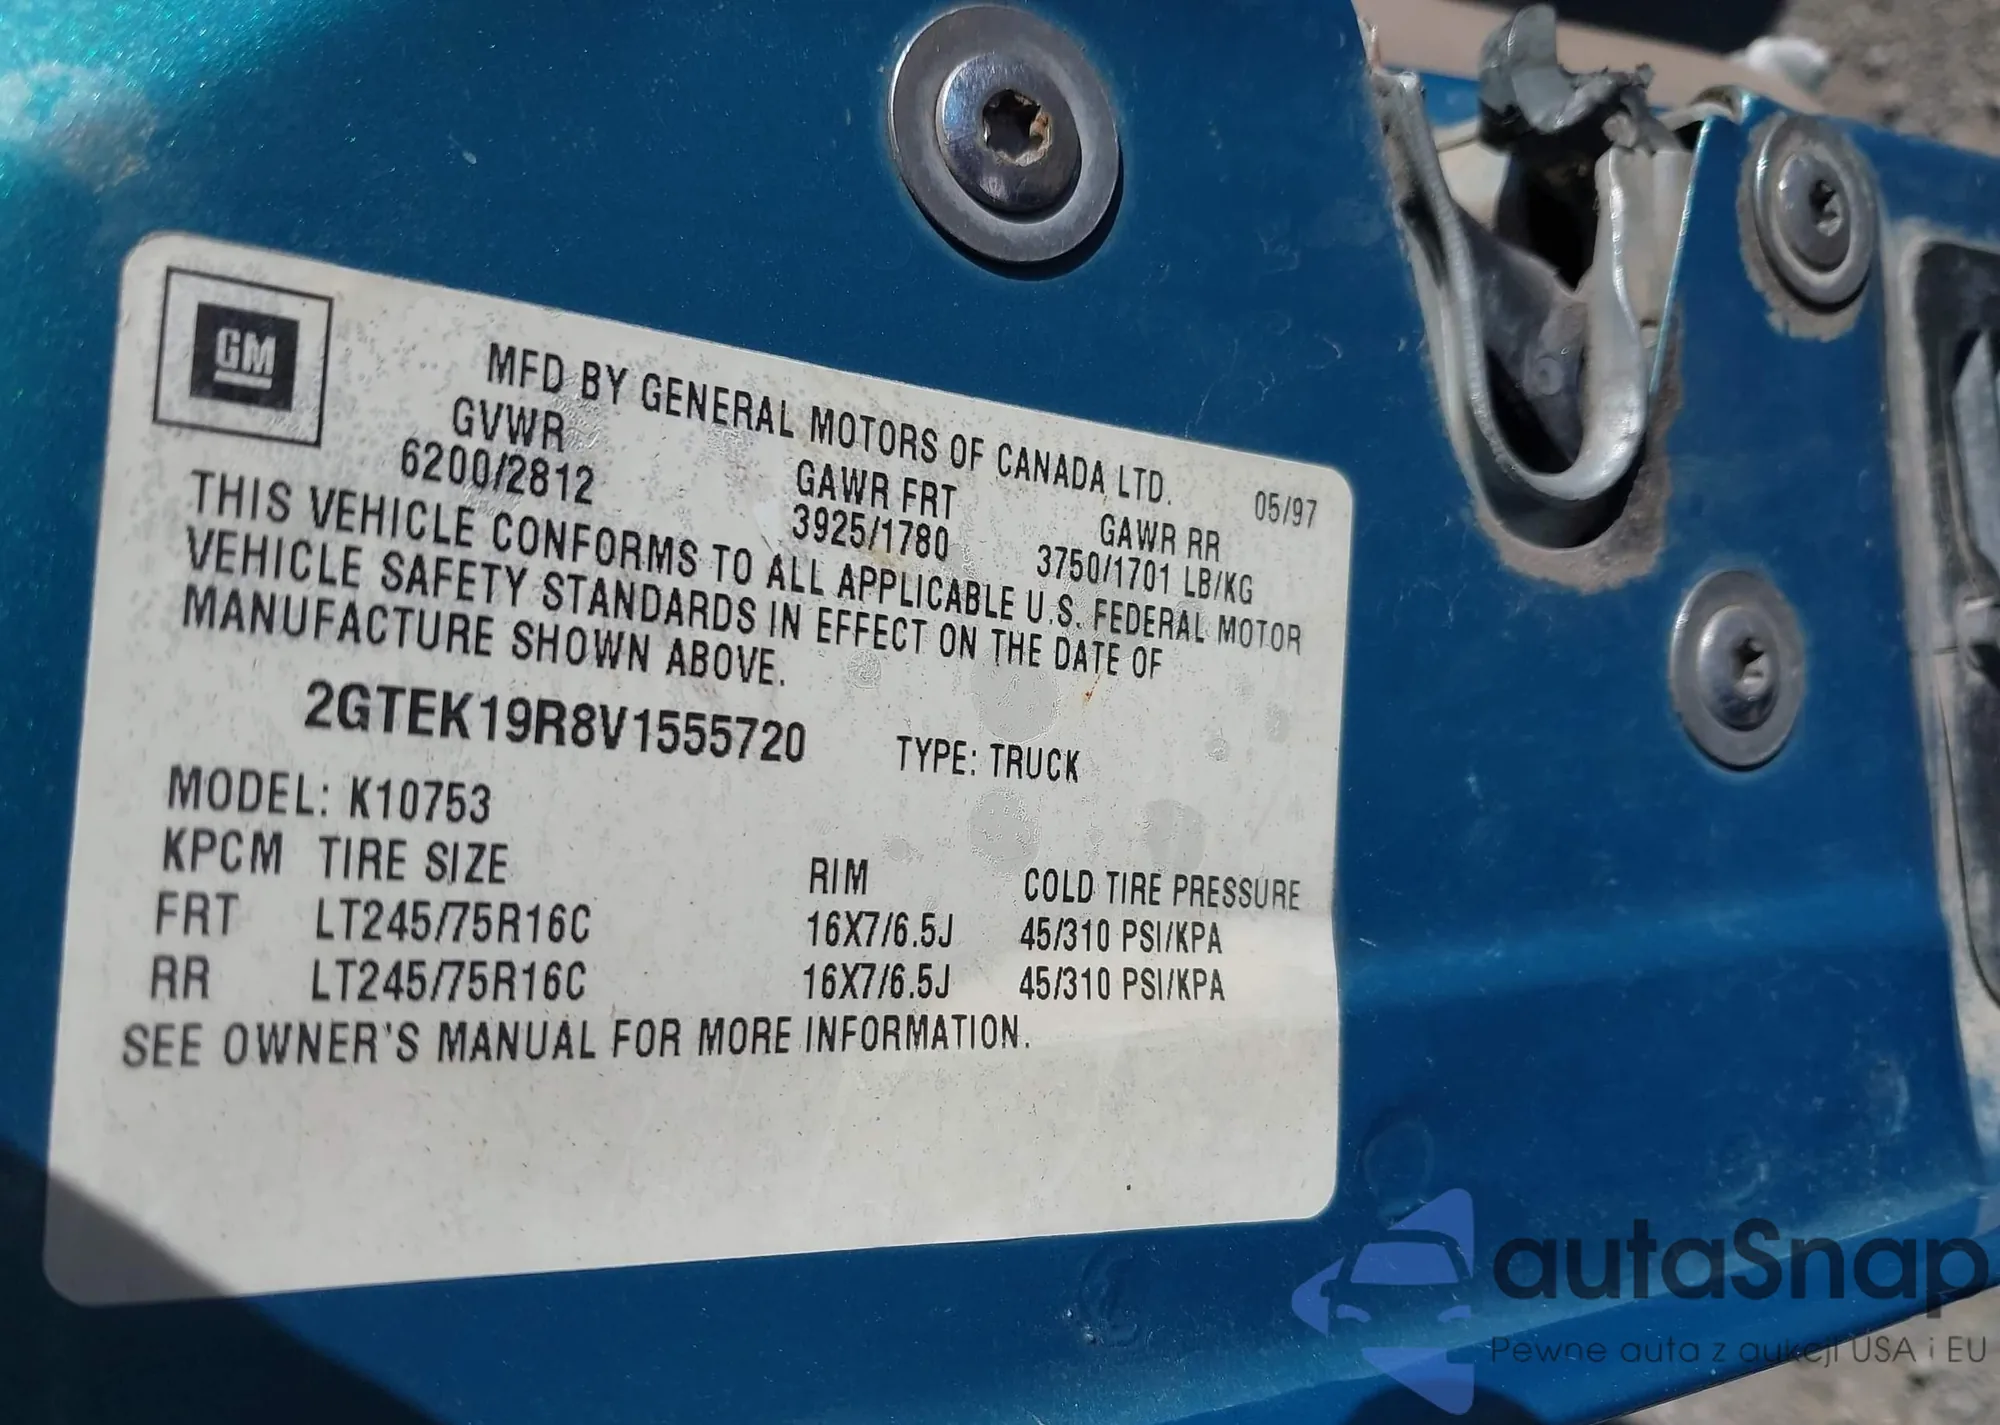 GM
MFD BY GENERAL MOTORS OF CANADA LTD.
05/97
GVWR GAWR FRT GAWR RR
6200/2812 3925/1780 3750/1701 LB/KG
THIS VEHICLE CONFORMS TO ALL APPLICABLE U.S. FEDERAL MOTOR
VEHICLE SAFETY STANDARDS IN EFFECT ON THE DATE OF
MANUFACTURE SHOWN ABOVE.
2GTEK19R8V1555720 TYPE: TRUCK
MODEL: K10753
KPCM TIRE SIZE RIM COLD TIRE PRESSURE
FRT LT245/75R16C 16X7/6.5J 45/310 PSI/KPA
RR LT245/75R16C 16X7/6.5J 45/310 PSI/KPA
SEE OWNER'S MANUAL FOR MORE INFORMATION.
autaSnap
Pewne auta z aukcji USA i EU